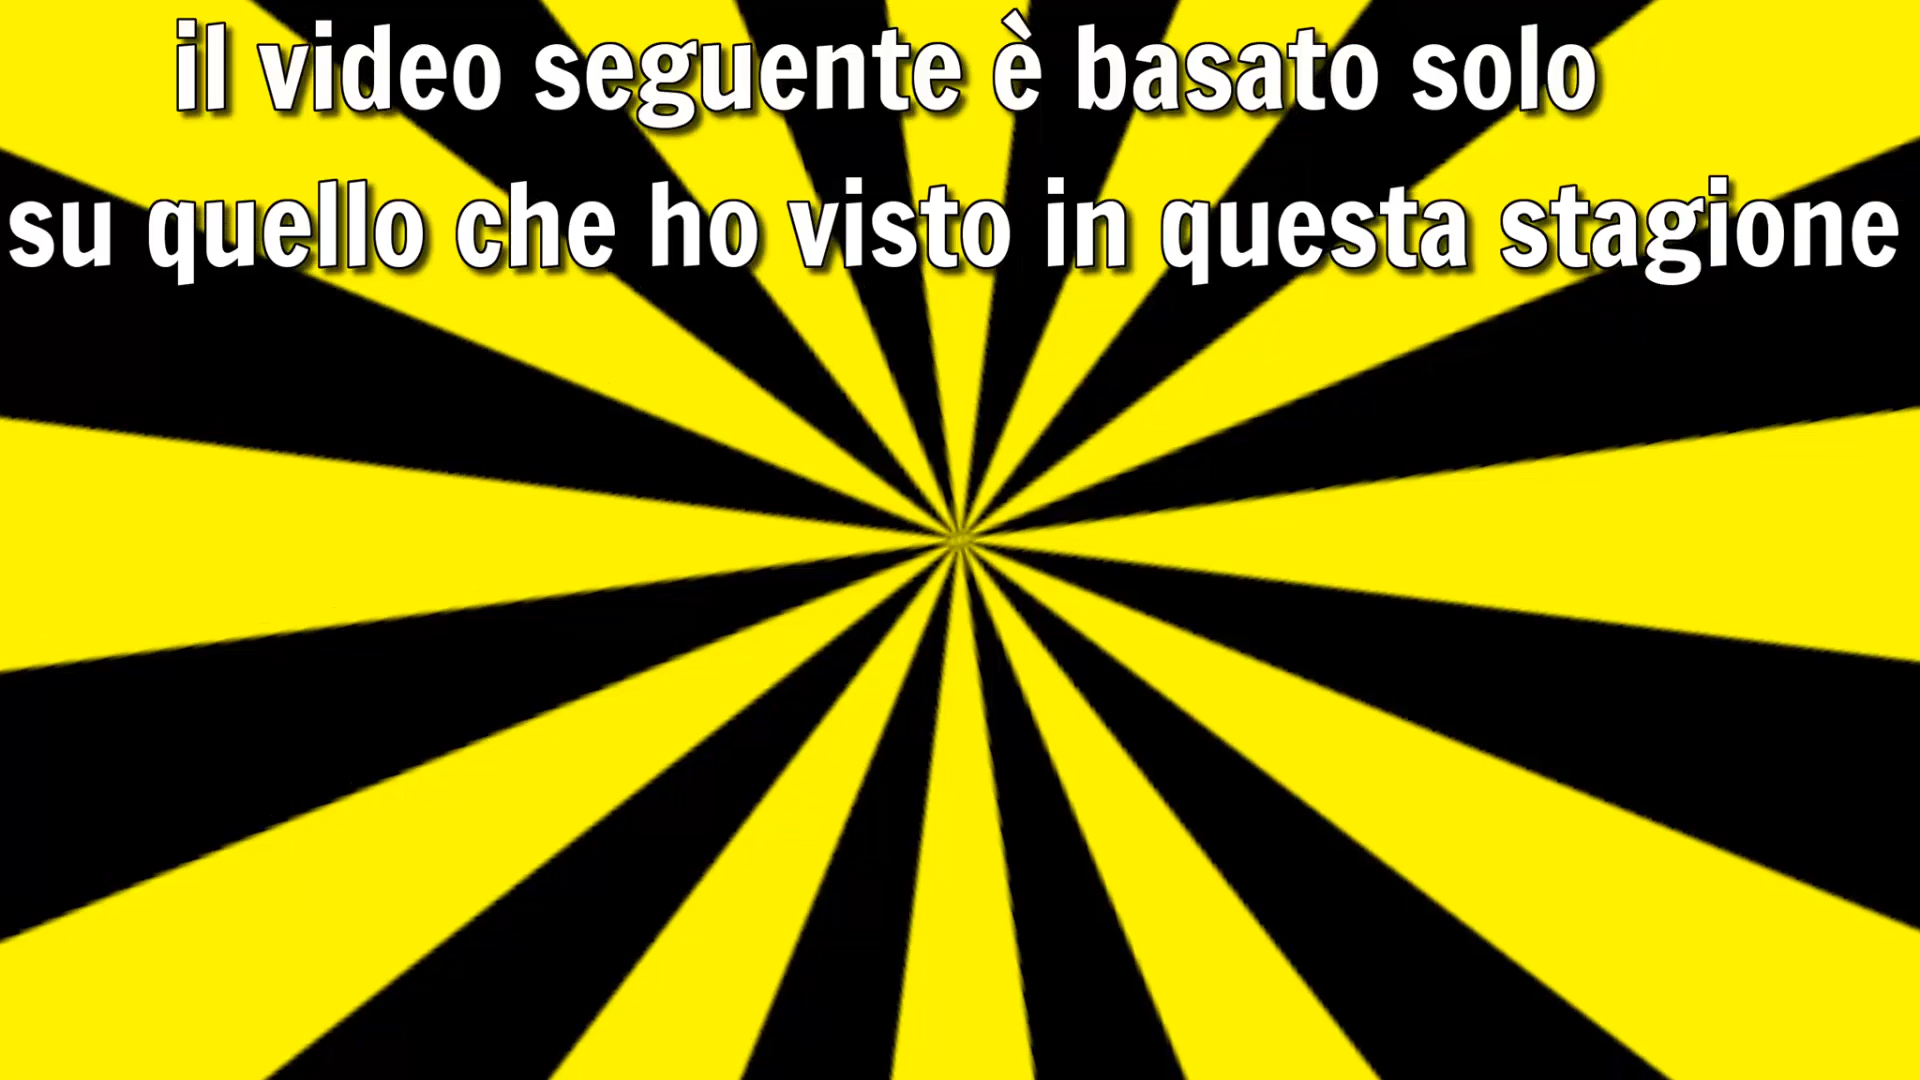 il video seguente è basato solo
su quello che ho visto in questa stagione